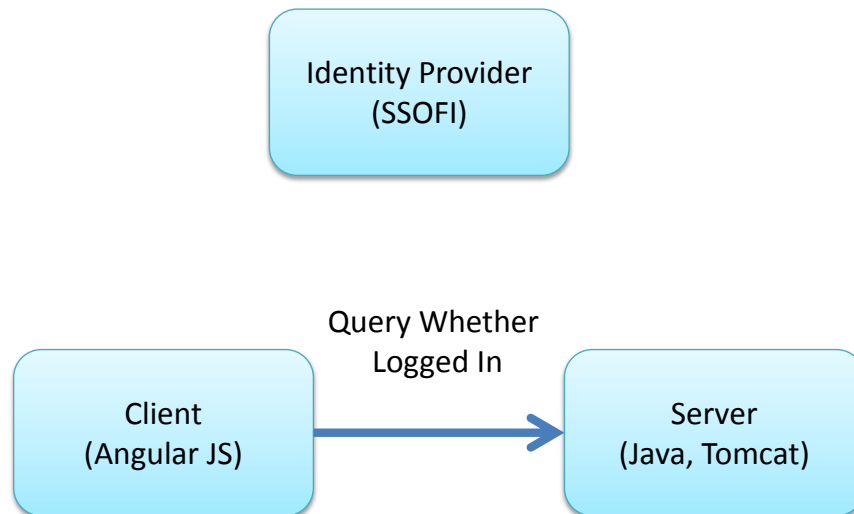 Identity Provider
(SSOFI)
Query Whether
Logged In
Client
(Angular JS)
Server
(Java, Tomcat)